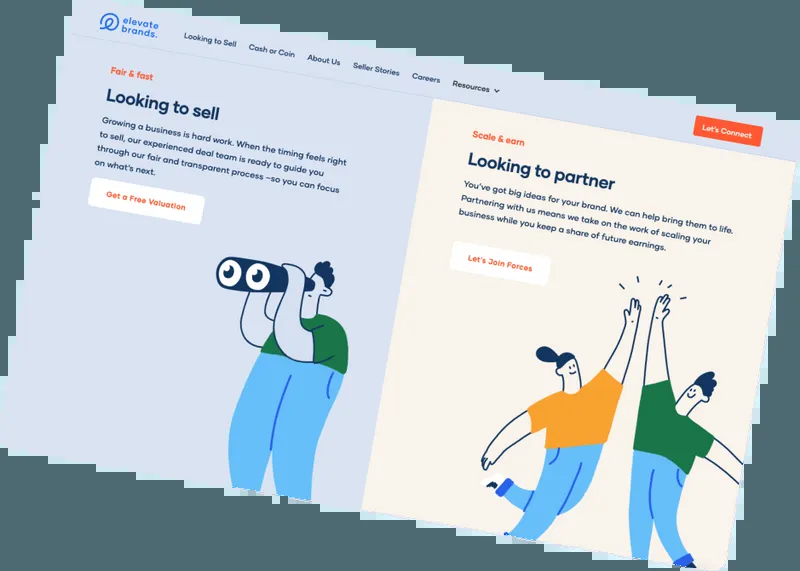 elevate
brands.
Looking to Sell
Cash or Coin
About Us
Seller Stories
Careers
Resources
Let's Connect
Fair & fast
Looking to sell
Growing a business is hard work. When the timing feels right
to sell, our experienced deal team is ready to guide you
through our fair and transparent process –so you can focus
on what's next.
Get a Free Valuation
Scale & earn
Looking to partner
You've got big ideas for your brand. We can help bring them to life.
Partnering with us means we take on the work of scaling your
business while you keep a share of future earnings.
Let's Join Forces